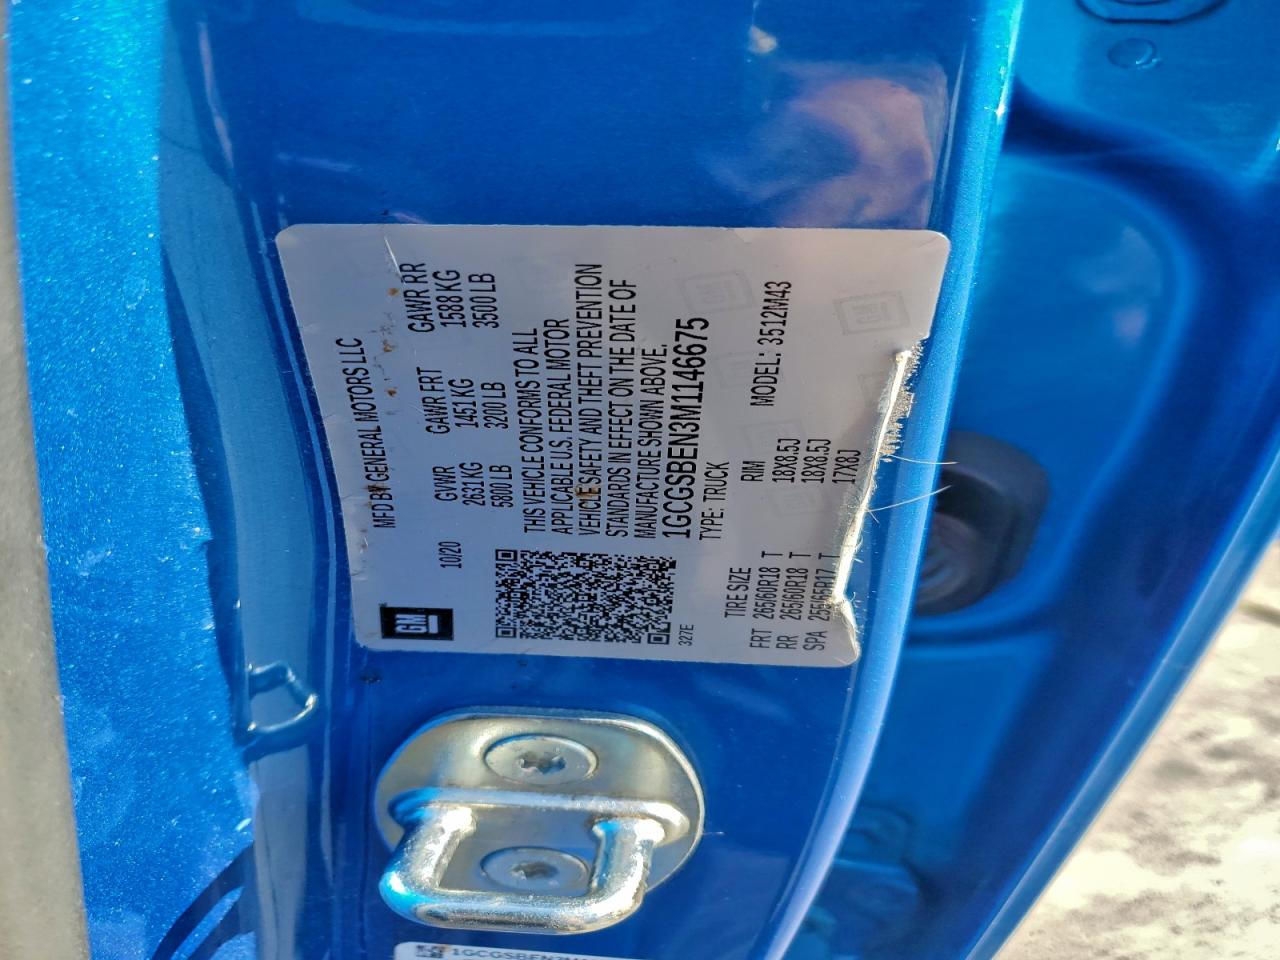 GM
MFD BY GENERAL MOTORS LLC
10/20 GVWR GAWR FRT GAWR RR
2631 KG 1451 KG 1588 KG
5800 LB 3200 LB 3500 LB
THIS VEHICLE CONFORMS TO ALL
APPLICABLE U.S. FEDERAL MOTOR
VEHICLE SAFETY AND THEFT PREVENTION
STANDARDS IN EFFECT ON THE DATE OF
MANUFACTURE SHOWN ABOVE.
1GCGSBEN3M1146675
327E TYPE: TRUCK
TIRE SIZE RIM MODEL: 3512M43
FRT 265/60R18 T 18X8.5J
RR 265/60R18 T 18X8.5J
SPA 255/65R17 T 17X8J